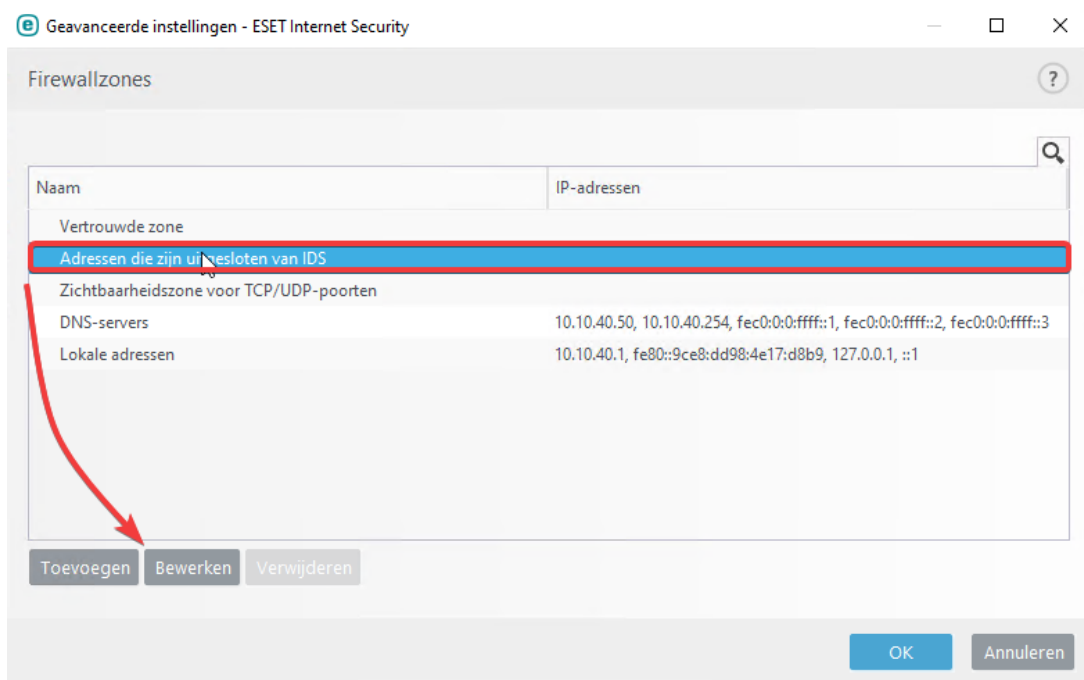 Geavanceerde instellingen - ESET Internet Security
Firewallzones
?
Naam IP-adressen
Vertrouwde zone
Adressen die zijn uitgesloten van IDS
Zichtbaarheidszone voor TCP/UDP-poorten
DNS-servers 10.10.40.50, 10.10.40.254, fec0:0:0:ffff::1, fec0:0:0:ffff::2, fec0:0:0:ffff::3
Lokale adressen 10.10.40.1, fe80::9ce8:dd98:4e17:d8b9, 127.0.0.1, ::1
Toevoegen Bewerken Verwijderen
OK Annuleren